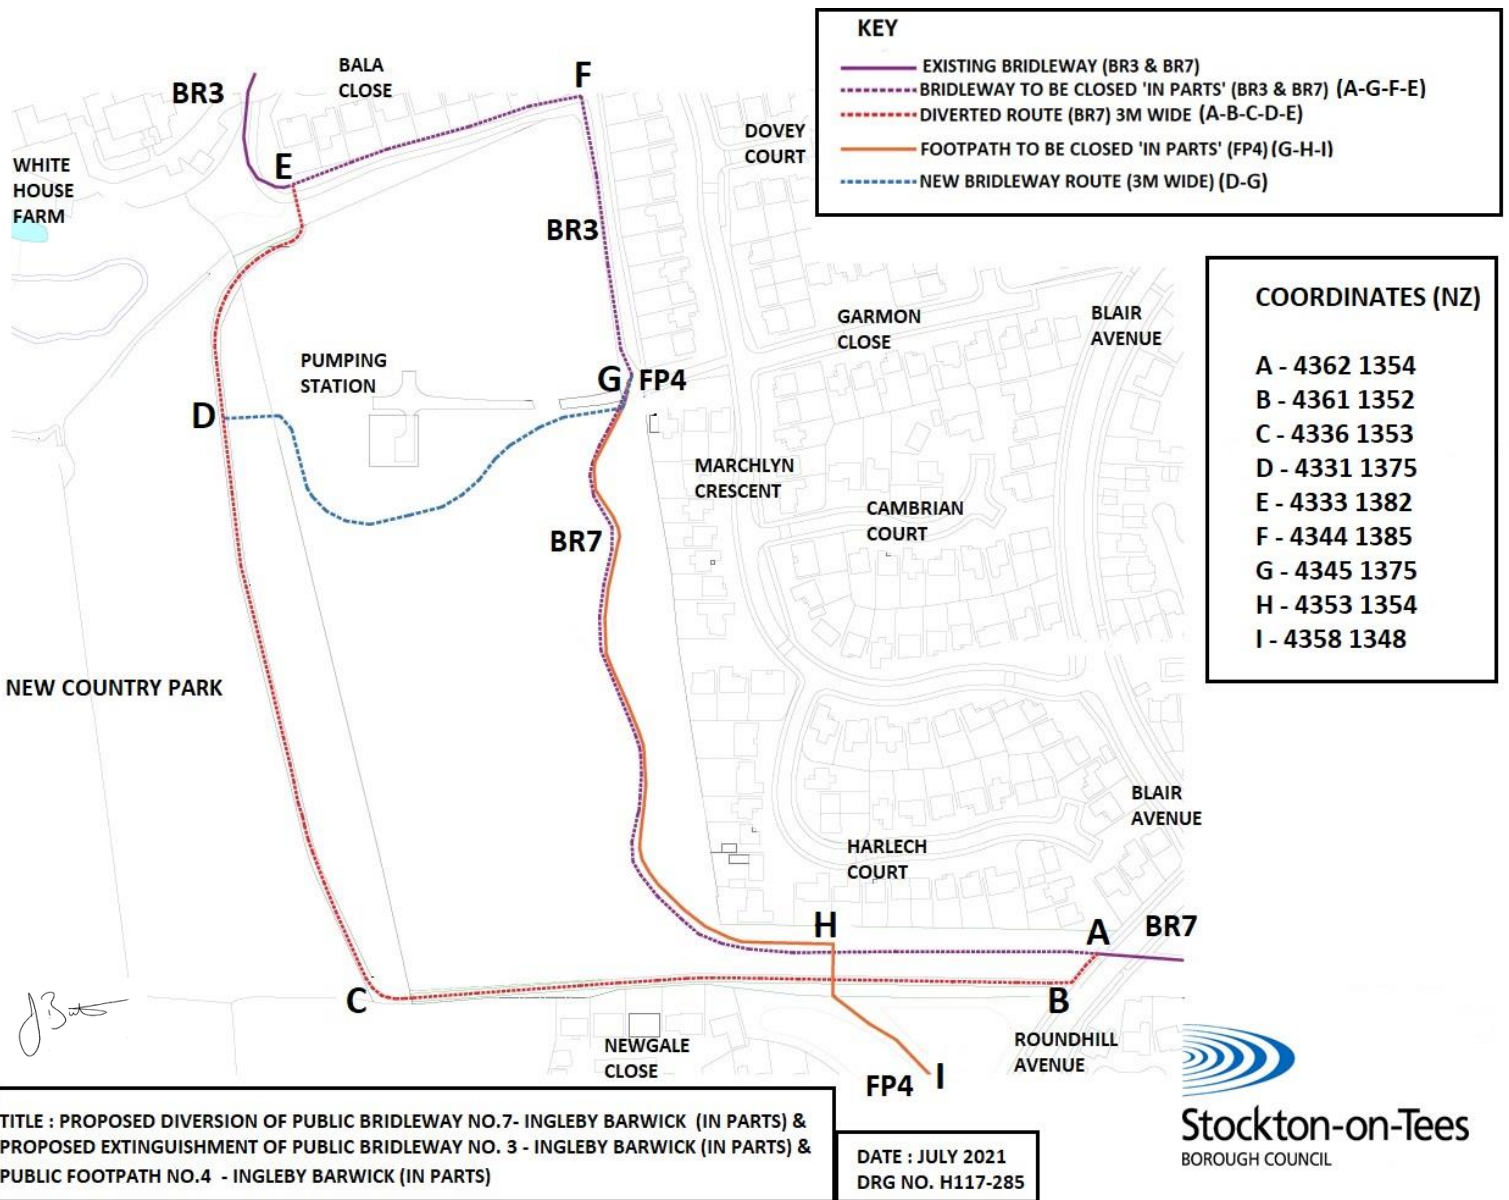 KEY
EXISTING BRIDLEWAY (BR3 & BR7)
BRIDLEWAY TO BE CLOSED 'IN PARTS' (BR3 & BR7) (A-G-F-E)
DIVERTED ROUTE (BR7) 3M WIDE (A-B-C-D-E)
FOOTPATH TO BE CLOSED 'IN PARTS' (FP4) (G-H-I)
NEW BRIDLEWAY ROUTE (3M WIDE) (D-G)
BR3
BALA
CLOSE
F
DOVEY
COURT
WHITE
HOUSE
FARM
E
BR3
COORDINATES (NZ)
A - 4362 1354
B - 4361 1352
C - 4336 1353
D - 4331 1375
E - 4333 1382
F - 4344 1385
G - 4345 1375
H - 4353 1354
I - 4358 1348
GARMON
CLOSE
BLAIR
AVENUE
PUMPING
STATION
G
FP4
D
MARCHLYN
CRESCENT
CAMBRIAN
COURT
BR7
NEW COUNTRY PARK
BLAIR
AVENUE
HARLECH
COURT
H
A
BR7
C
B
NEWGALE
CLOSE
ROUNDHILL
AVENUE
FP4
I
TITLE : PROPOSED DIVERSION OF PUBLIC BRIDLEWAY NO.7- INGLEBY BARWICK (IN PARTS) &
PROPOSED EXTINGUISHMENT OF PUBLIC BRIDLEWAY NO. 3 - INGLEBY BARWICK (IN PARTS) &
PUBLIC FOOTPATH NO.4 - INGLEBY BARWICK (IN PARTS)
DATE : JULY 2021
DRG NO. H117-285
Stockton-on-Tees
BOROUGH COUNCIL